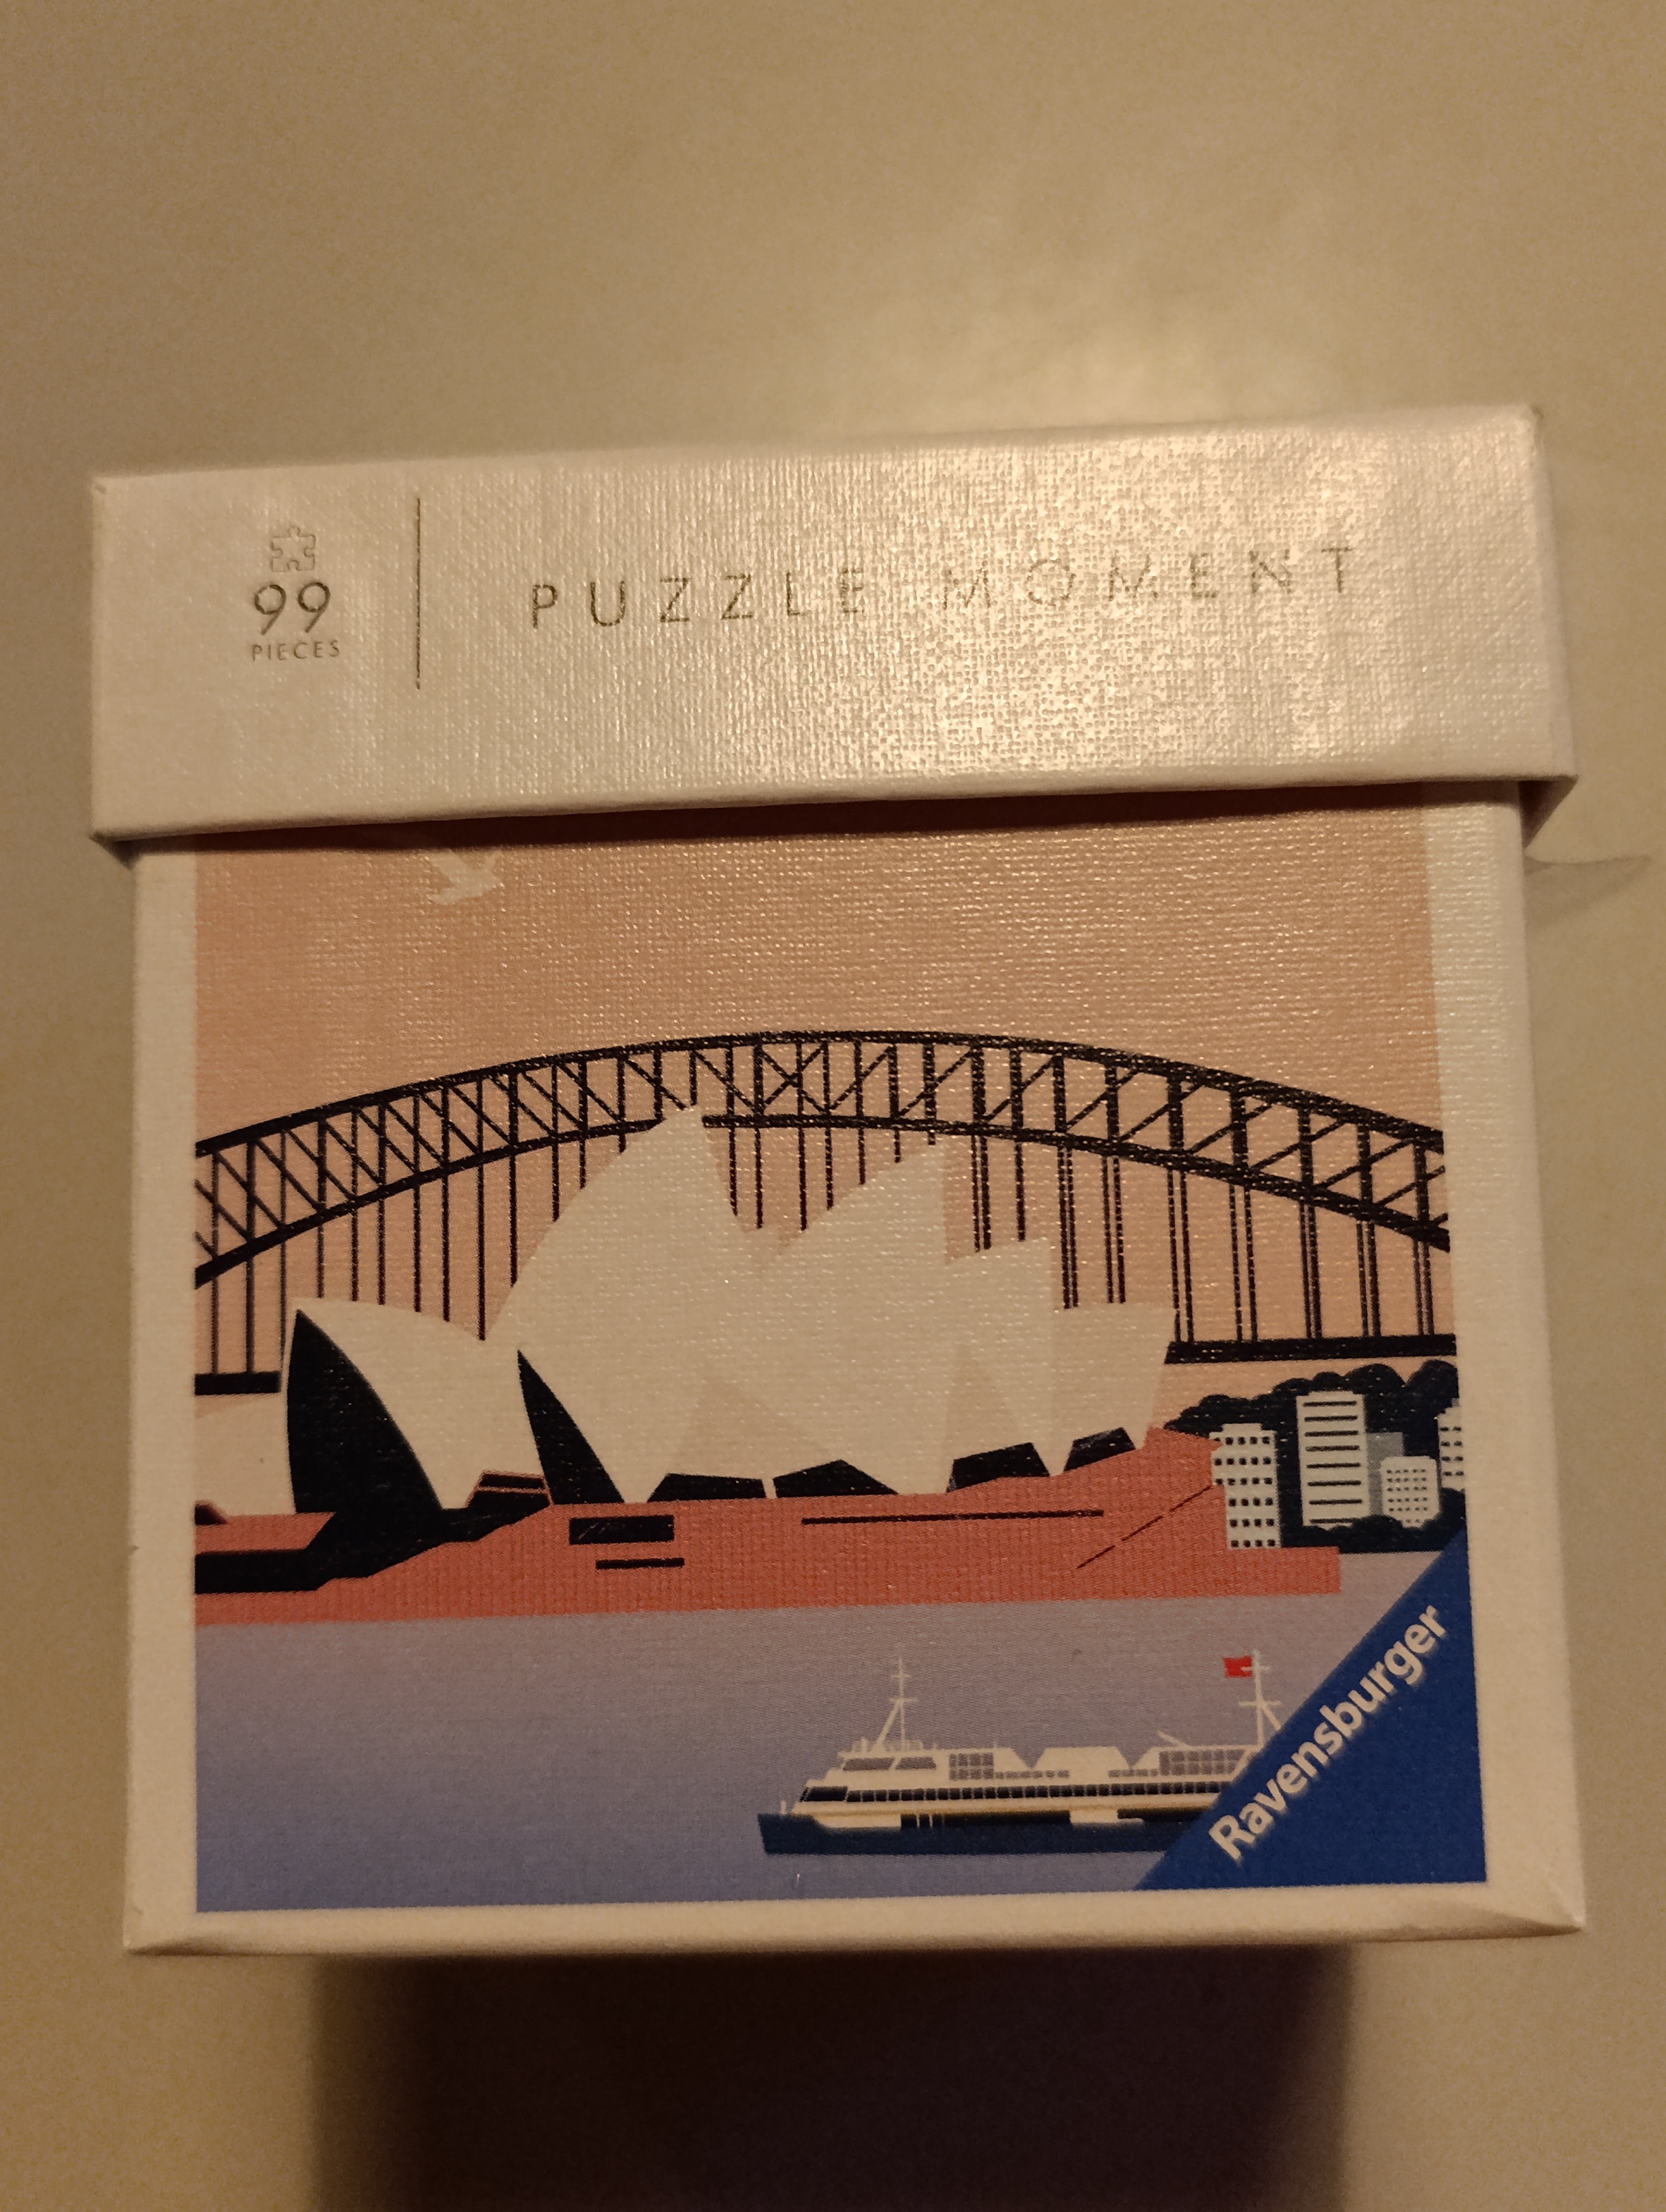 99
PIECES
PUZZLE MOMENT
Ravensburger